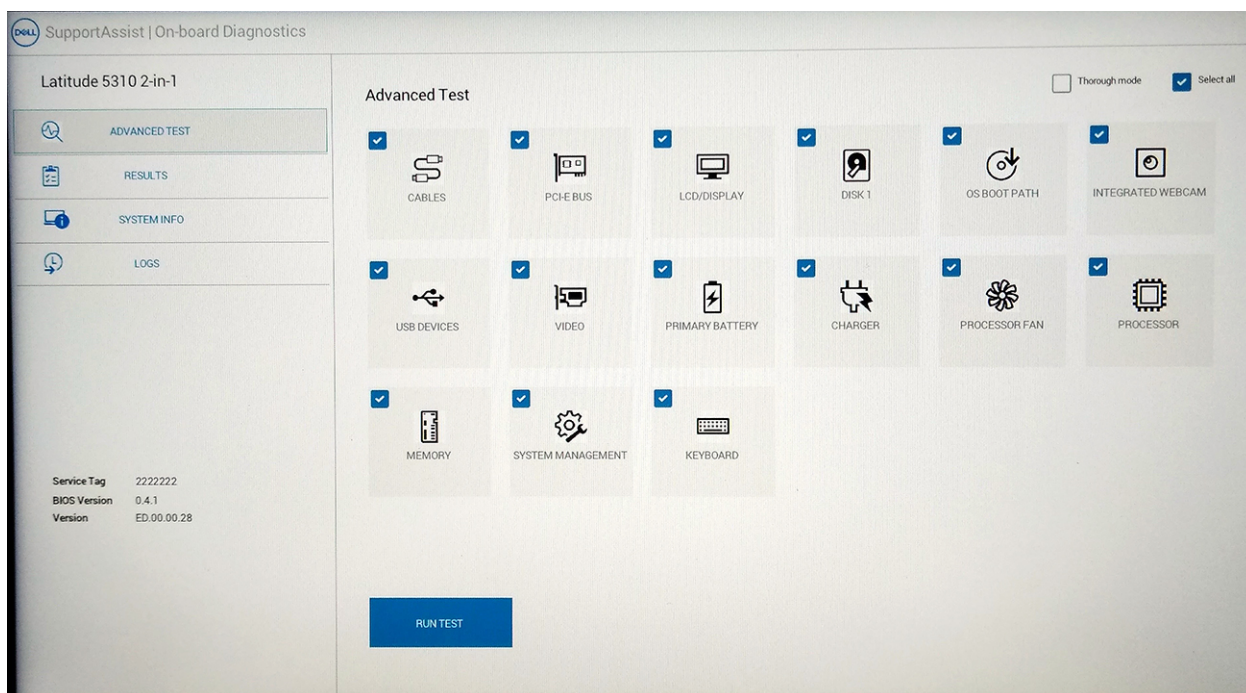 DELL SupportAssist | On-board Diagnostics
Latitude 5310 2-in-1
ADVANCED TEST
RESULTS
SYSTEM INFO
LOGS
Service Tag 2222222
BIOS Version 0.4.1
Version ED.00.00.28
Advanced Test
Thorough mode
Select all
CABLES
PCI-E BUS
LCD/DISPLAY
DISK 1
OS BOOT PATH
INTEGRATED WEBCAM
USB DEVICES
VIDEO
PRIMARY BATTERY
CHARGER
PROCESSOR FAN
PROCESSOR
MEMORY
SYSTEM MANAGEMENT
KEYBOARD
RUN TEST